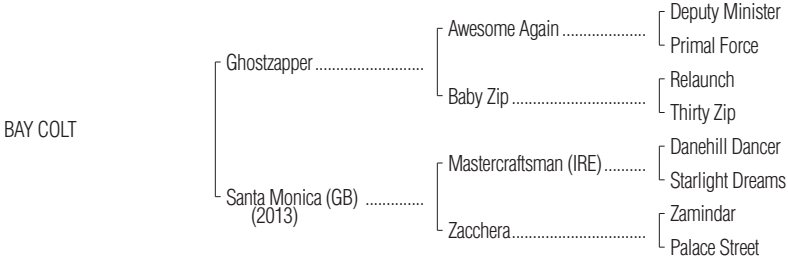 Deputy Minister
Awesome Again ....................
Primal Force
Ghostzapper ..........................
Relaunch
Baby Zip ................................
Thirty Zip
BAY COLT
Danehill Dancer
Mastercraftsman (IRE) ..........
Starlight Dreams
Santa Monica (GB) ..............
(2013)
Zamindar
Zacchera................................
Palace Street